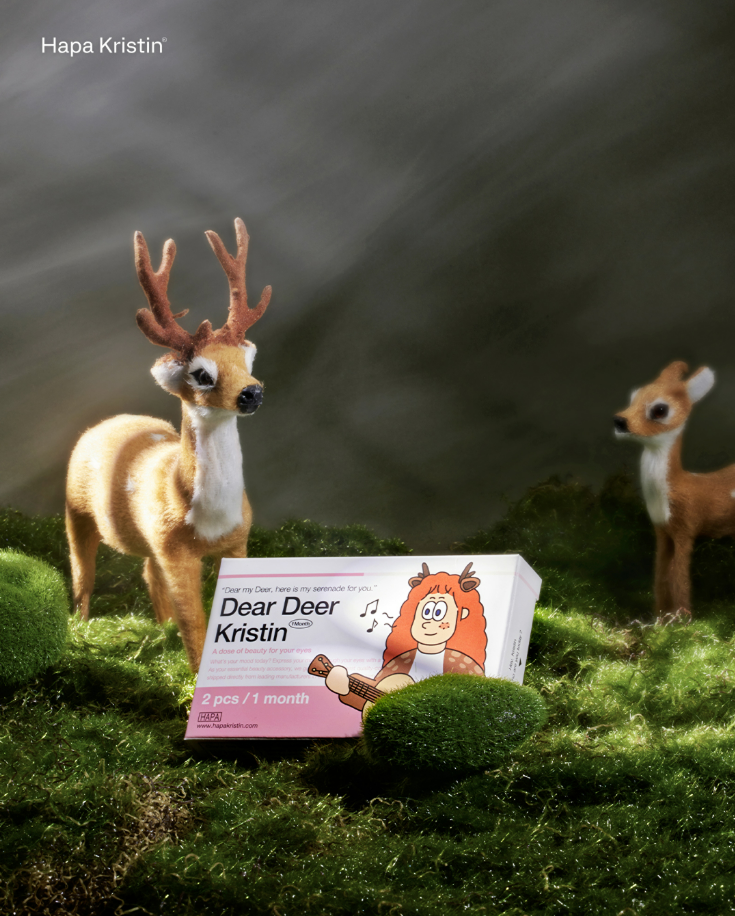 Hapa Kristin®
"Dear my Deer, here is my serenade for you."
Dear Deer
Kristin 1Month
A dose of beauty for your eyes
2 pcs / 1 month
HAPA
www.hapakristin.com